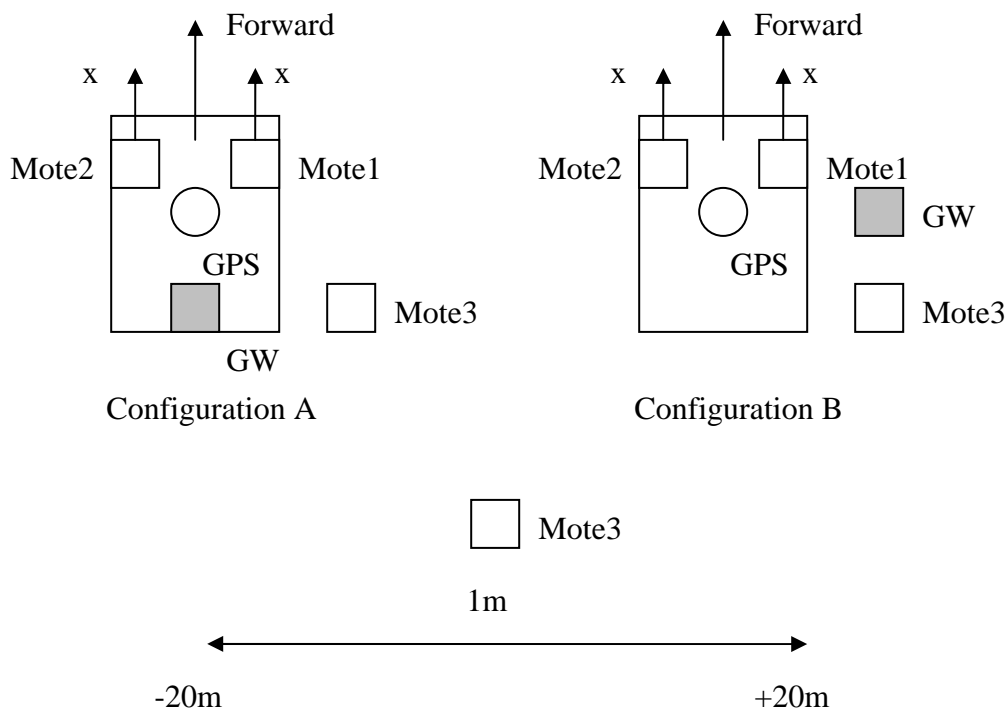 Forward
x
x
Mote2
Mote1
GPS
Mote3
GW
Configuration A
Forward
x
x
Mote2
Mote1
GW
GPS
Mote3
Configuration B
Mote3
1m
-20m
+20m